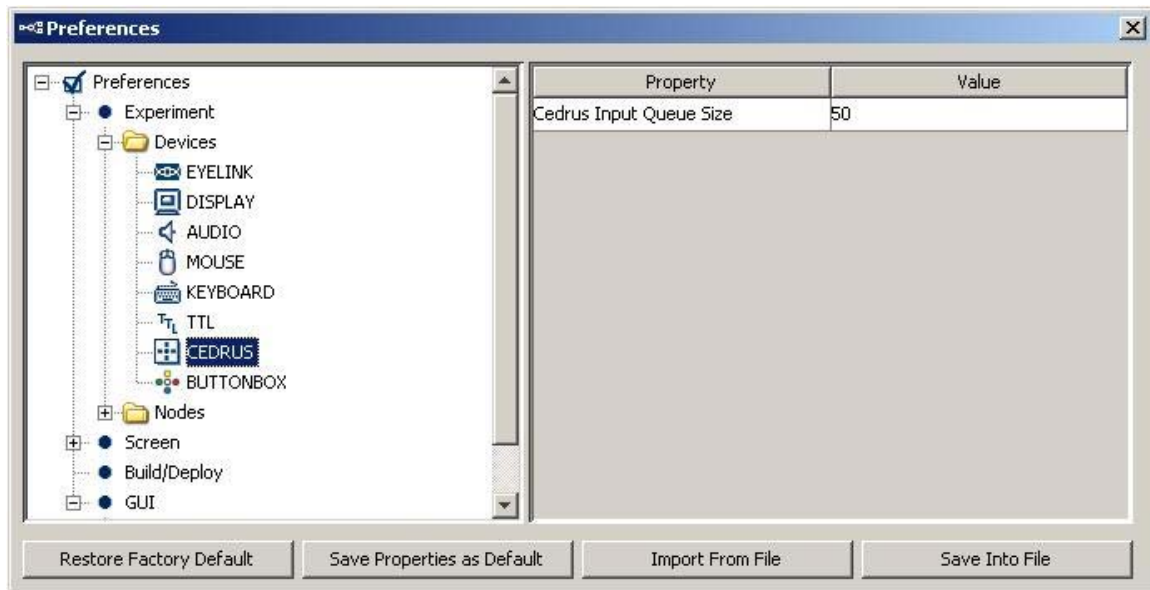 Preferences
Preferences
Experiment
Devices
EYELINK
DISPLAY
AUDIO
MOUSE
KEYBOARD
TTL TTL
CEDRUS
BUTTONBOX
Nodes
Screen
Build/Deploy
GUI
Property Value
Cedrus Input Queue Size 50
Restore Factory Default Save Properties as Default Import From File Save Into File